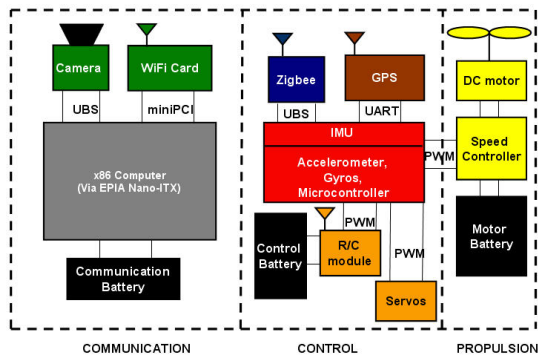 Camera
WiFi Card
UBS
miniPCI
x86 Computer
(Via EPIA Nano-ITX)
Communication
Battery
Zigbee
GPS
UBS
UART
IMU
Accelerometer,
Gyros,
Microcontroller
PWM
Control
Battery
R/C
module
PWM
Servos
DC motor
PWM
Speed
Controller
Motor
Battery
COMMUNICATION
CONTROL
PROPULSION